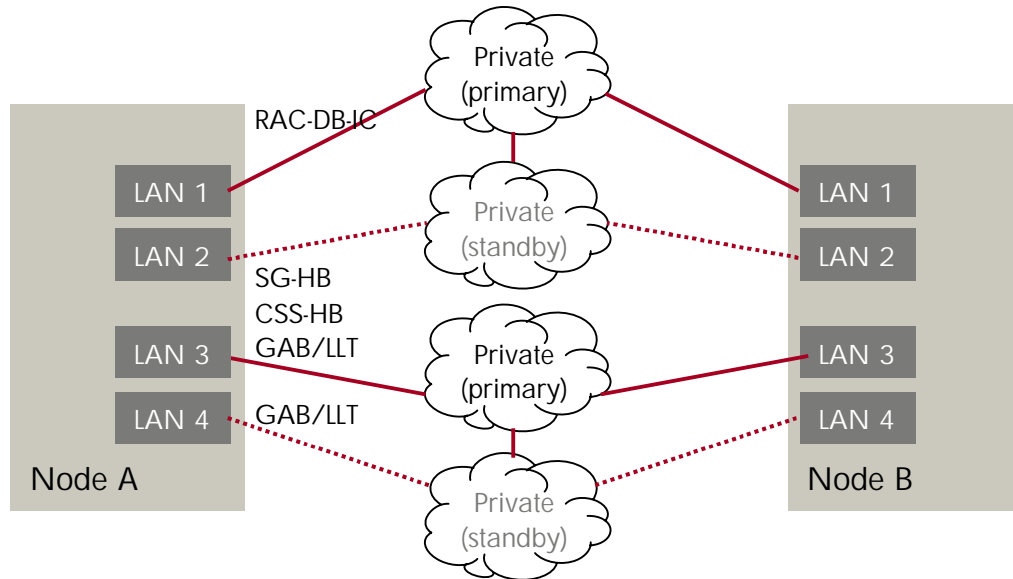 Private
(primary)
RAC-DB-IC
LAN 1
LAN 1
Private
(standby)
LAN 2
LAN 2
SG-HB
CSS-HB
GAB/LLT
LAN 3
Private
(primary)
LAN 3
LAN 4
GAB/LLT
LAN 4
Node A
Node B
Private
(standby)